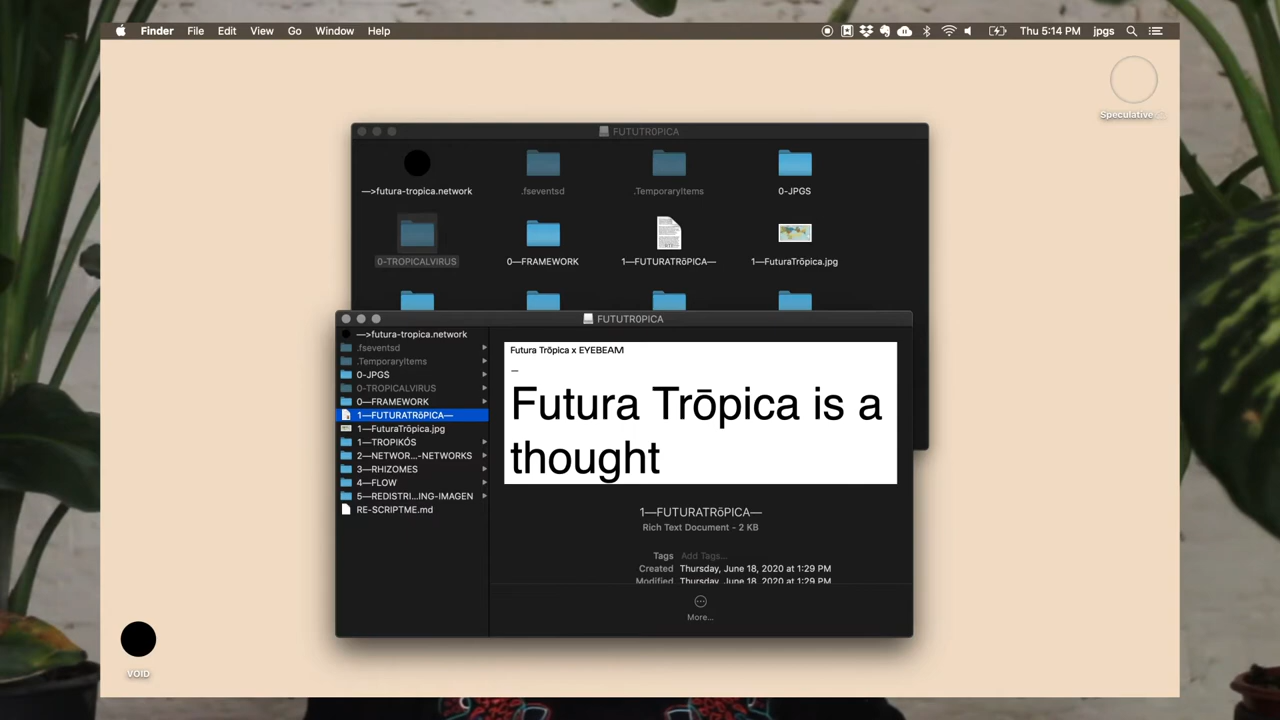 Finder File Edit View Go Window Help Thu 5:14 PM jpgs
Speculative ...
FUTUTR0PICA
—>futura-tropica.network .fseventsd .TemporaryItems 0-JPGS
0-TROPICALVIRUS 0—FRAMEWORK 1—FUTURATRōPICA— 1—FuturaTrōpica.jpg
FUTUTR0PICA
—>futura-tropica.network
.fseventsd
.TemporaryItems
0-JPGS
0-TROPICALVIRUS
0—FRAMEWORK
1—FUTURATRōPICA—
1—FuturaTrōpica.jpg
1—TROPIKÓS
2—NETWOR...-NETWORKS
3—RHIZOMES
4—FLOW
5—REDISTRI...ING-IMAGEN
RE-SCRIPTME.md
Futura Trōpica x EYEBEAM
—
Futura Trōpica is a
thought
1—FUTURATRōPICA—
Rich Text Document - 2 KB
Tags Add Tags...
Created Thursday, June 18, 2020 at 1:29 PM
Modified Thursday, June 18, 2020 at 1:29 PM
More...
VOID